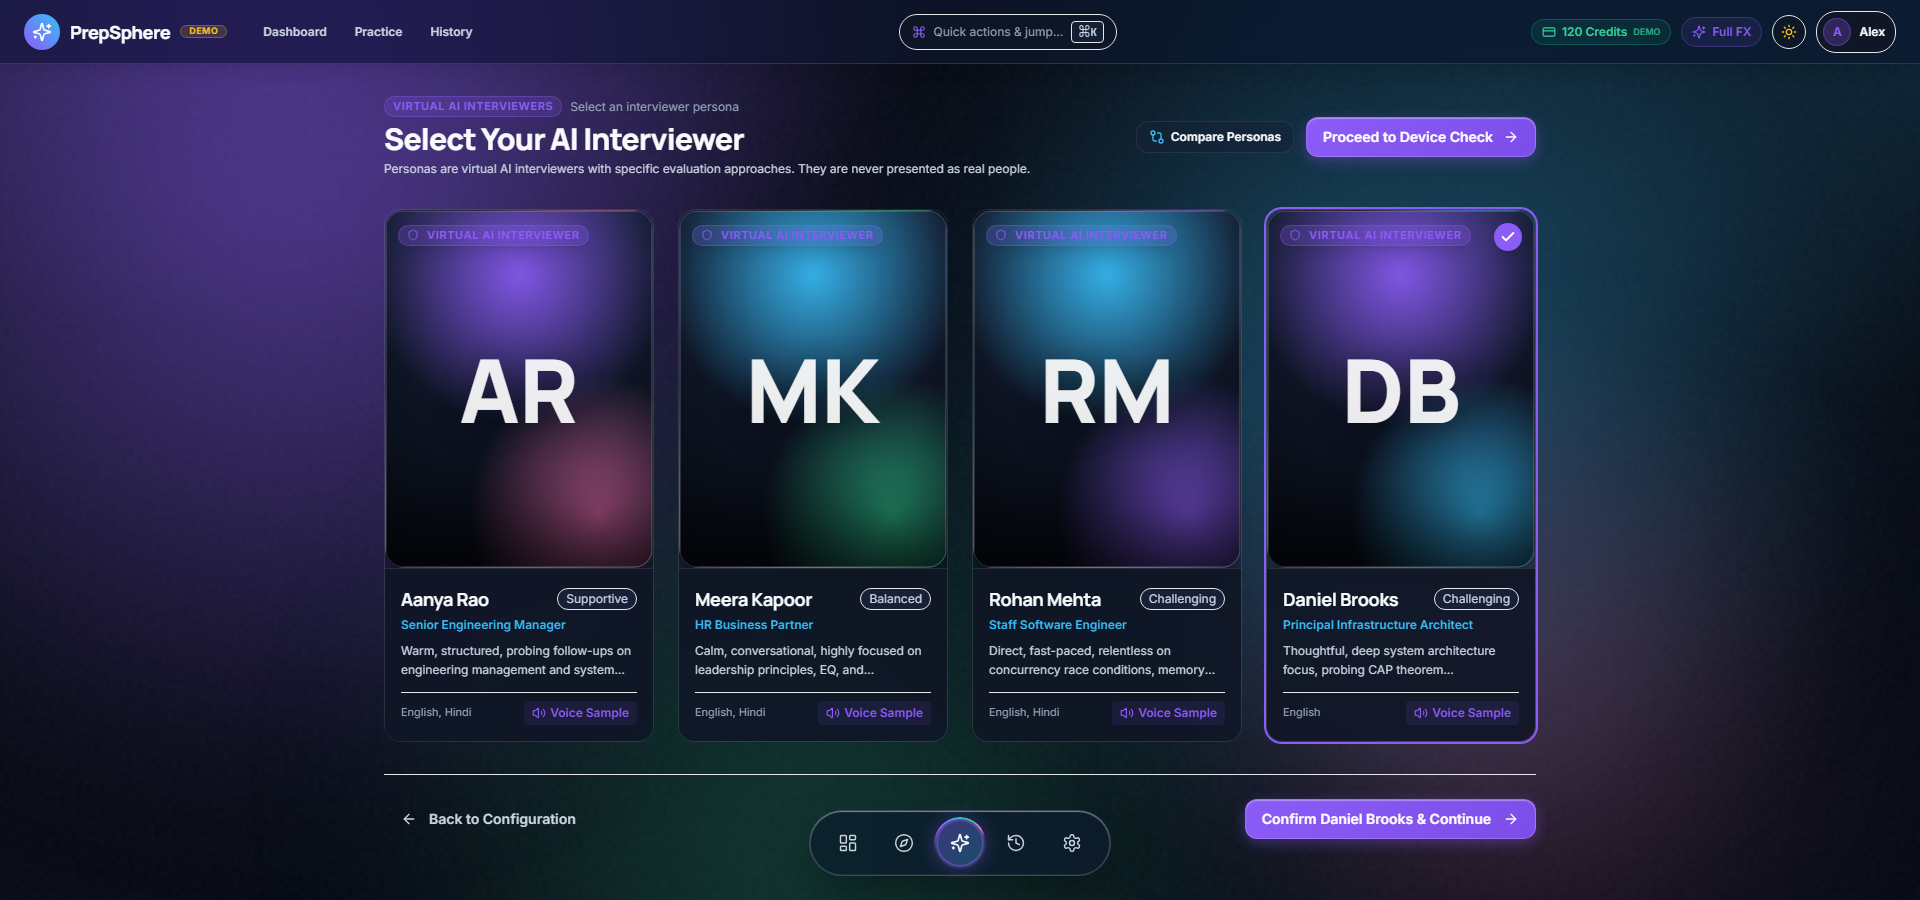 PrepSphere DEMO Dashboard Practice History
Quick actions & jump... ⌘K
120 Credits DEMO Full FX A Alex
VIRTUAL AI INTERVIEWERS Select an interviewer persona
Select Your AI Interviewer
Personas are virtual AI interviewers with specific evaluation approaches. They are never presented as real people.
Compare Personas
Proceed to Device Check
VIRTUAL AI INTERVIEWER
AR
Aanya Rao Supportive
Senior Engineering Manager
Warm, structured, probing follow-ups on
engineering management and system...
English, Hindi Voice Sample
VIRTUAL AI INTERVIEWER
MK
Meera Kapoor Balanced
HR Business Partner
Calm, conversational, highly focused on
leadership principles, EQ, and...
English, Hindi Voice Sample
VIRTUAL AI INTERVIEWER
RM
Rohan Mehta Challenging
Staff Software Engineer
Direct, fast-paced, relentless on
concurrency race conditions, memory...
English, Hindi Voice Sample
VIRTUAL AI INTERVIEWER
DB
Daniel Brooks Challenging
Principal Infrastructure Architect
Thoughtful, deep system architecture
focus, probing CAP theorem...
English Voice Sample
Back to Configuration
Confirm Daniel Brooks & Continue